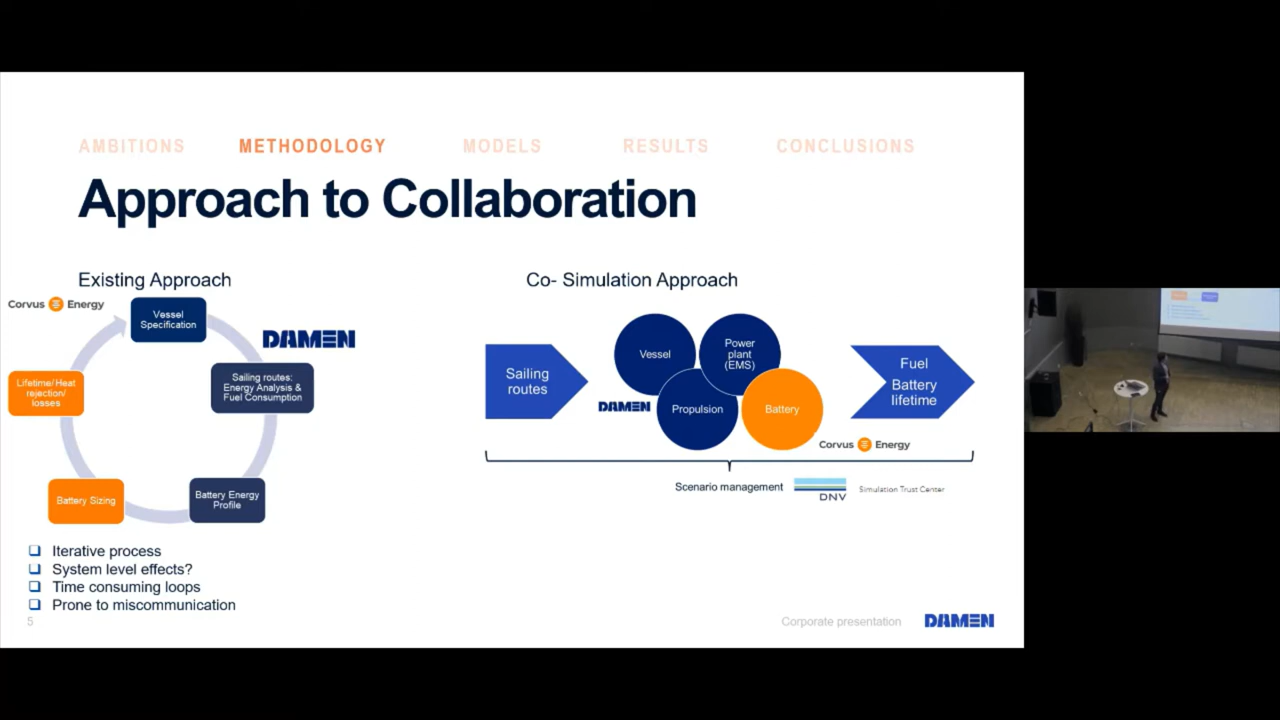 AMBITIONS METHODOLOGY MODELS RESULTS CONCLUSIONS
Approach to Collaboration
Existing Approach
Corvus Energy
Vessel
Specification
DAMEN
Sailing routes:
Energy Analysis &
Fuel Consumption
Battery Energy
Profile
Battery Sizing
Lifetime/Heat
rejection/
losses
❑ Iterative process
❑ System level effects?
❑ Time consuming loops
❑ Prone to miscommunication
Co- Simulation Approach
Sailing
routes
Vessel
Power
plant
(EMS)
Propulsion
Battery
DAMEN
Corvus Energy
Fuel
Battery
lifetime
Scenario management
DNV
Simulation Trust Center
5
Corporate presentation
DAMEN